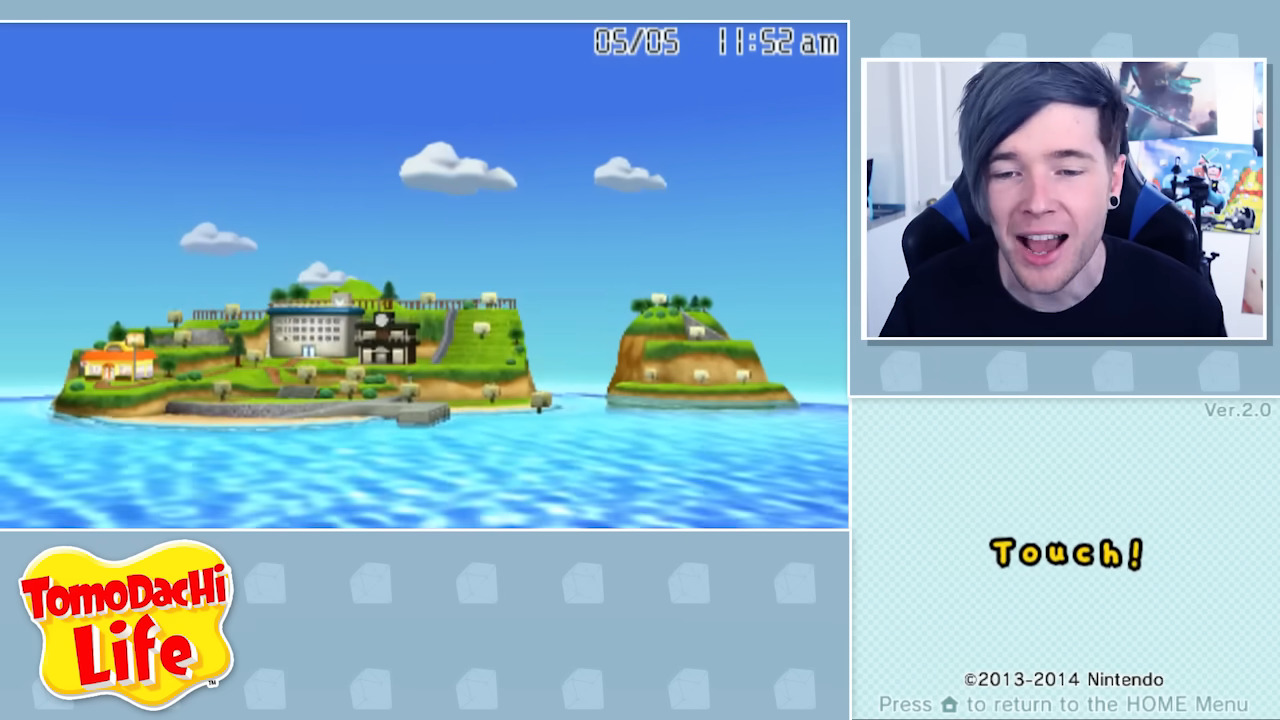 05/05 11:52 am
Ver.2.0
Touch!
TomoDacHi
Life
TM
©2013-2014 Nintendo
Press to return to the HOME Menu